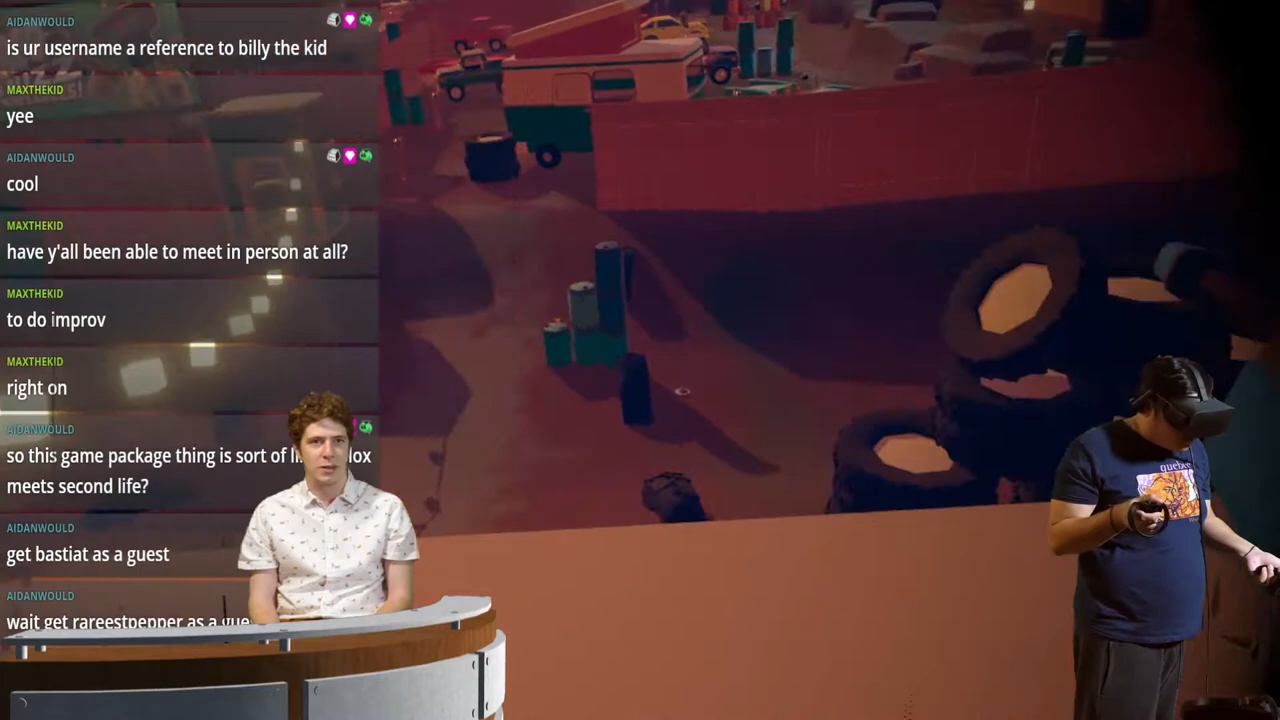 AIDANWOULD
is ur username a reference to billy the kid
MAXTHEKID
yee
AIDANWOULD
cool
MAXTHEKID
have y'all been able to meet in person at all?
MAXTHEKID
to do improv
MAXTHEKID
right on
AIDANWOULD
so this game package thing is sort of
meets second life?
AIDANWOULD
get bastiat as a guest
AIDANWOULD
wait get rareestpepper as a